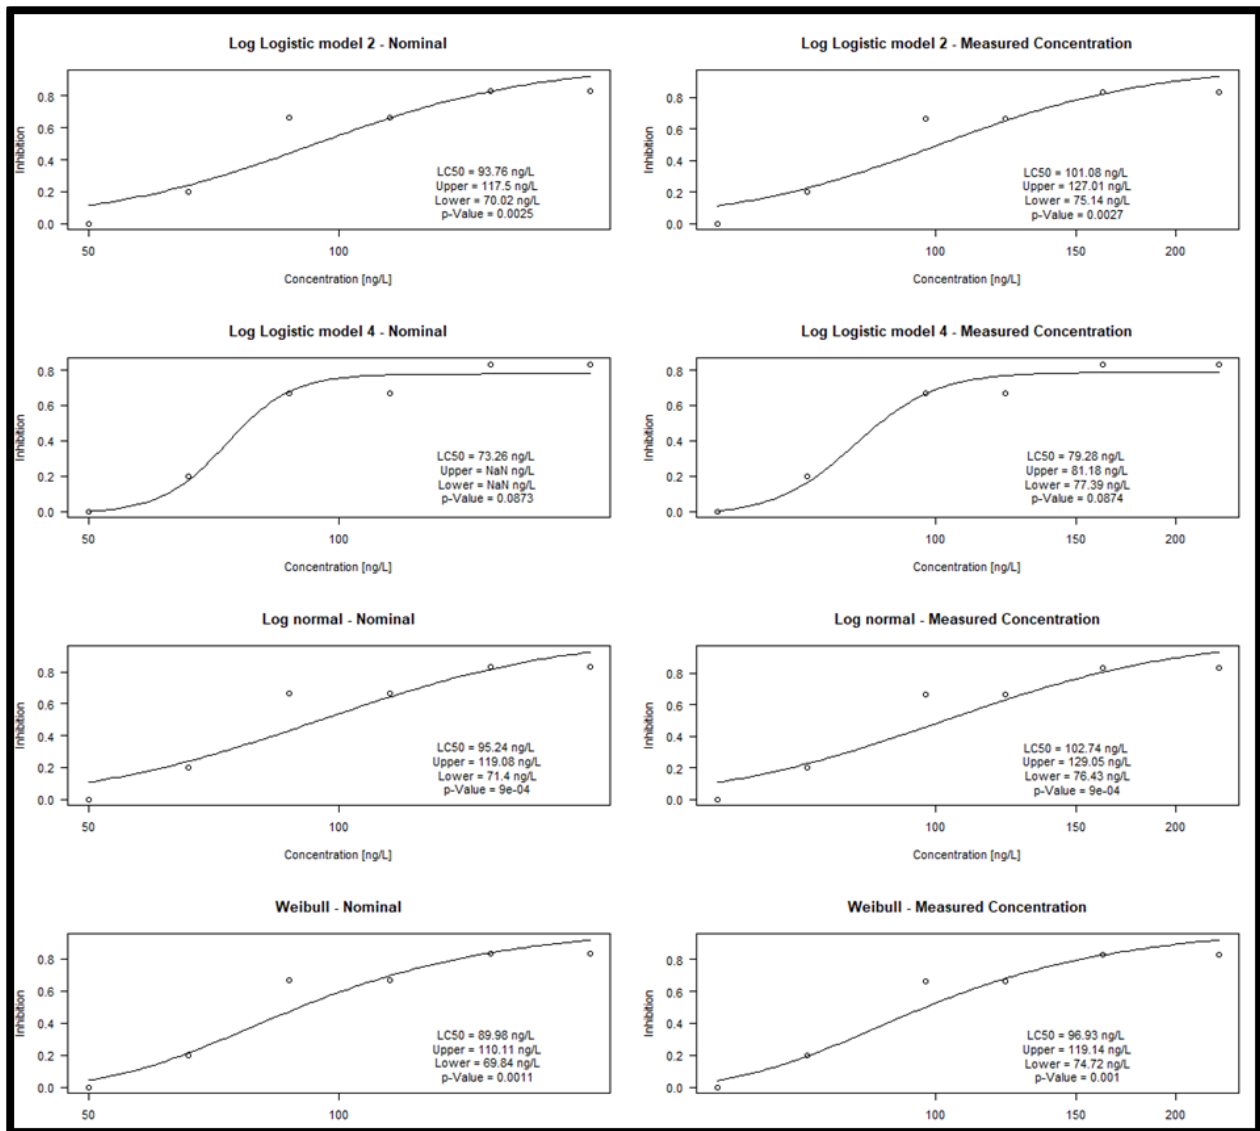 Log Logistic model 2 - Nominal
Inhibition
0.8
0.6
0.4
0.2
0.0
LC50 = 93.76 ng/L
Upper = 117.5 ng/L
Lower = 70.02 ng/L
p-Value = 0.0025
50 100
Concentration [ng/L]
Log Logistic model 2 - Measured Concentration
Inhibition
0.8
0.6
0.4
0.2
0.0
LC50 = 101.08 ng/L
Upper = 127.01 ng/L
Lower = 75.14 ng/L
p-Value = 0.0027
100 150 200
Concentration [ng/L]
Log Logistic model 4 - Nominal
Inhibition
0.8
0.6
0.4
0.2
0.0
LC50 = 73.26 ng/L
Upper = NaN ng/L
Lower = NaN ng/L
p-Value = 0.0873
50 100
Concentration [ng/L]
Log Logistic model 4 - Measured Concentration
Inhibition
0.8
0.6
0.4
0.2
0.0
LC50 = 79.28 ng/L
Upper = 81.18 ng/L
Lower = 77.39 ng/L
p-Value = 0.0874
100 150 200
Concentration [ng/L]
Log normal - Nominal
Inhibition
0.8
0.6
0.4
0.2
0.0
LC50 = 95.24 ng/L
Upper = 119.08 ng/L
Lower = 71.4 ng/L
p-Value = 9e-04
50 100
Concentration [ng/L]
Log normal - Measured Concentration
Inhibition
0.8
0.6
0.4
0.2
0.0
LC50 = 102.74 ng/L
Upper = 129.05 ng/L
Lower = 76.43 ng/L
p-Value = 9e-04
100 150 200
Concentration [ng/L]
Weibull - Nominal
Inhibition
0.8
0.6
0.4
0.2
0.0
LC50 = 89.98 ng/L
Upper = 110.11 ng/L
Lower = 69.84 ng/L
p-Value = 0.0011
50 100
Weibull - Measured Concentration
Inhibition
0.8
0.6
0.4
0.2
0.0
LC50 = 96.93 ng/L
Upper = 119.14 ng/L
Lower = 74.72 ng/L
p-Value = 0.001
100 150 200